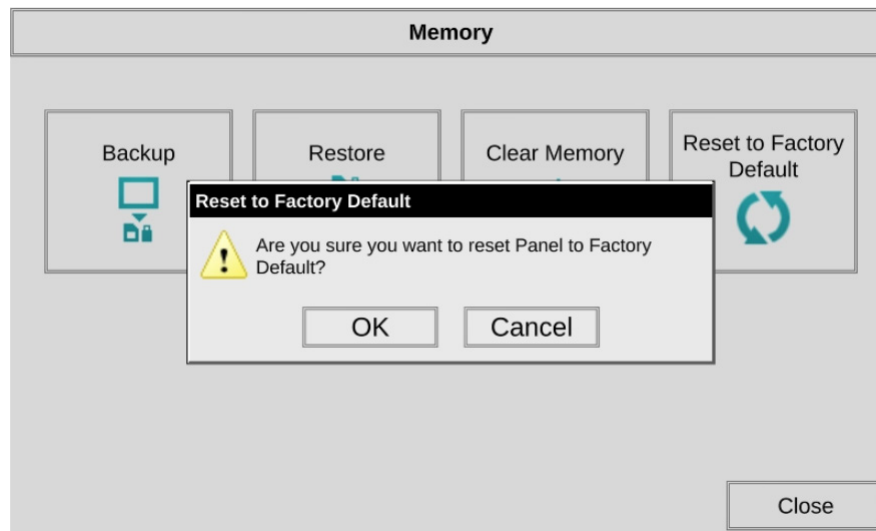 Memory
Backup
Restore
Clear Memory
Reset to Factory
Default
Reset to Factory Default
Are you sure you want to reset Panel to Factory
Default?
OK
Cancel
Close